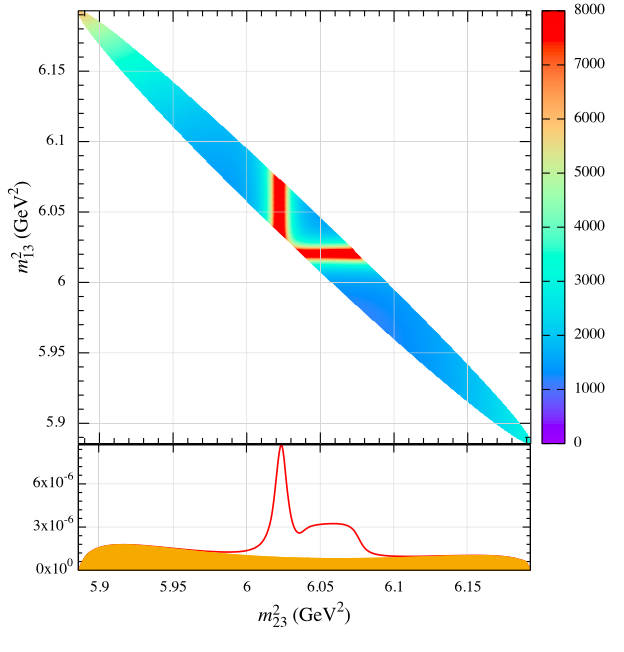 8000
7000
6000
5000
4000
3000
2000
1000
0
6.15
6.1
6.05
6
5.95
5.9
m²₁₃ (GeV²)
6x10⁻⁶
3x10⁻⁶
0x10⁰
5.9 5.95 6 6.05 6.1 6.15
m²₂₃ (GeV²)